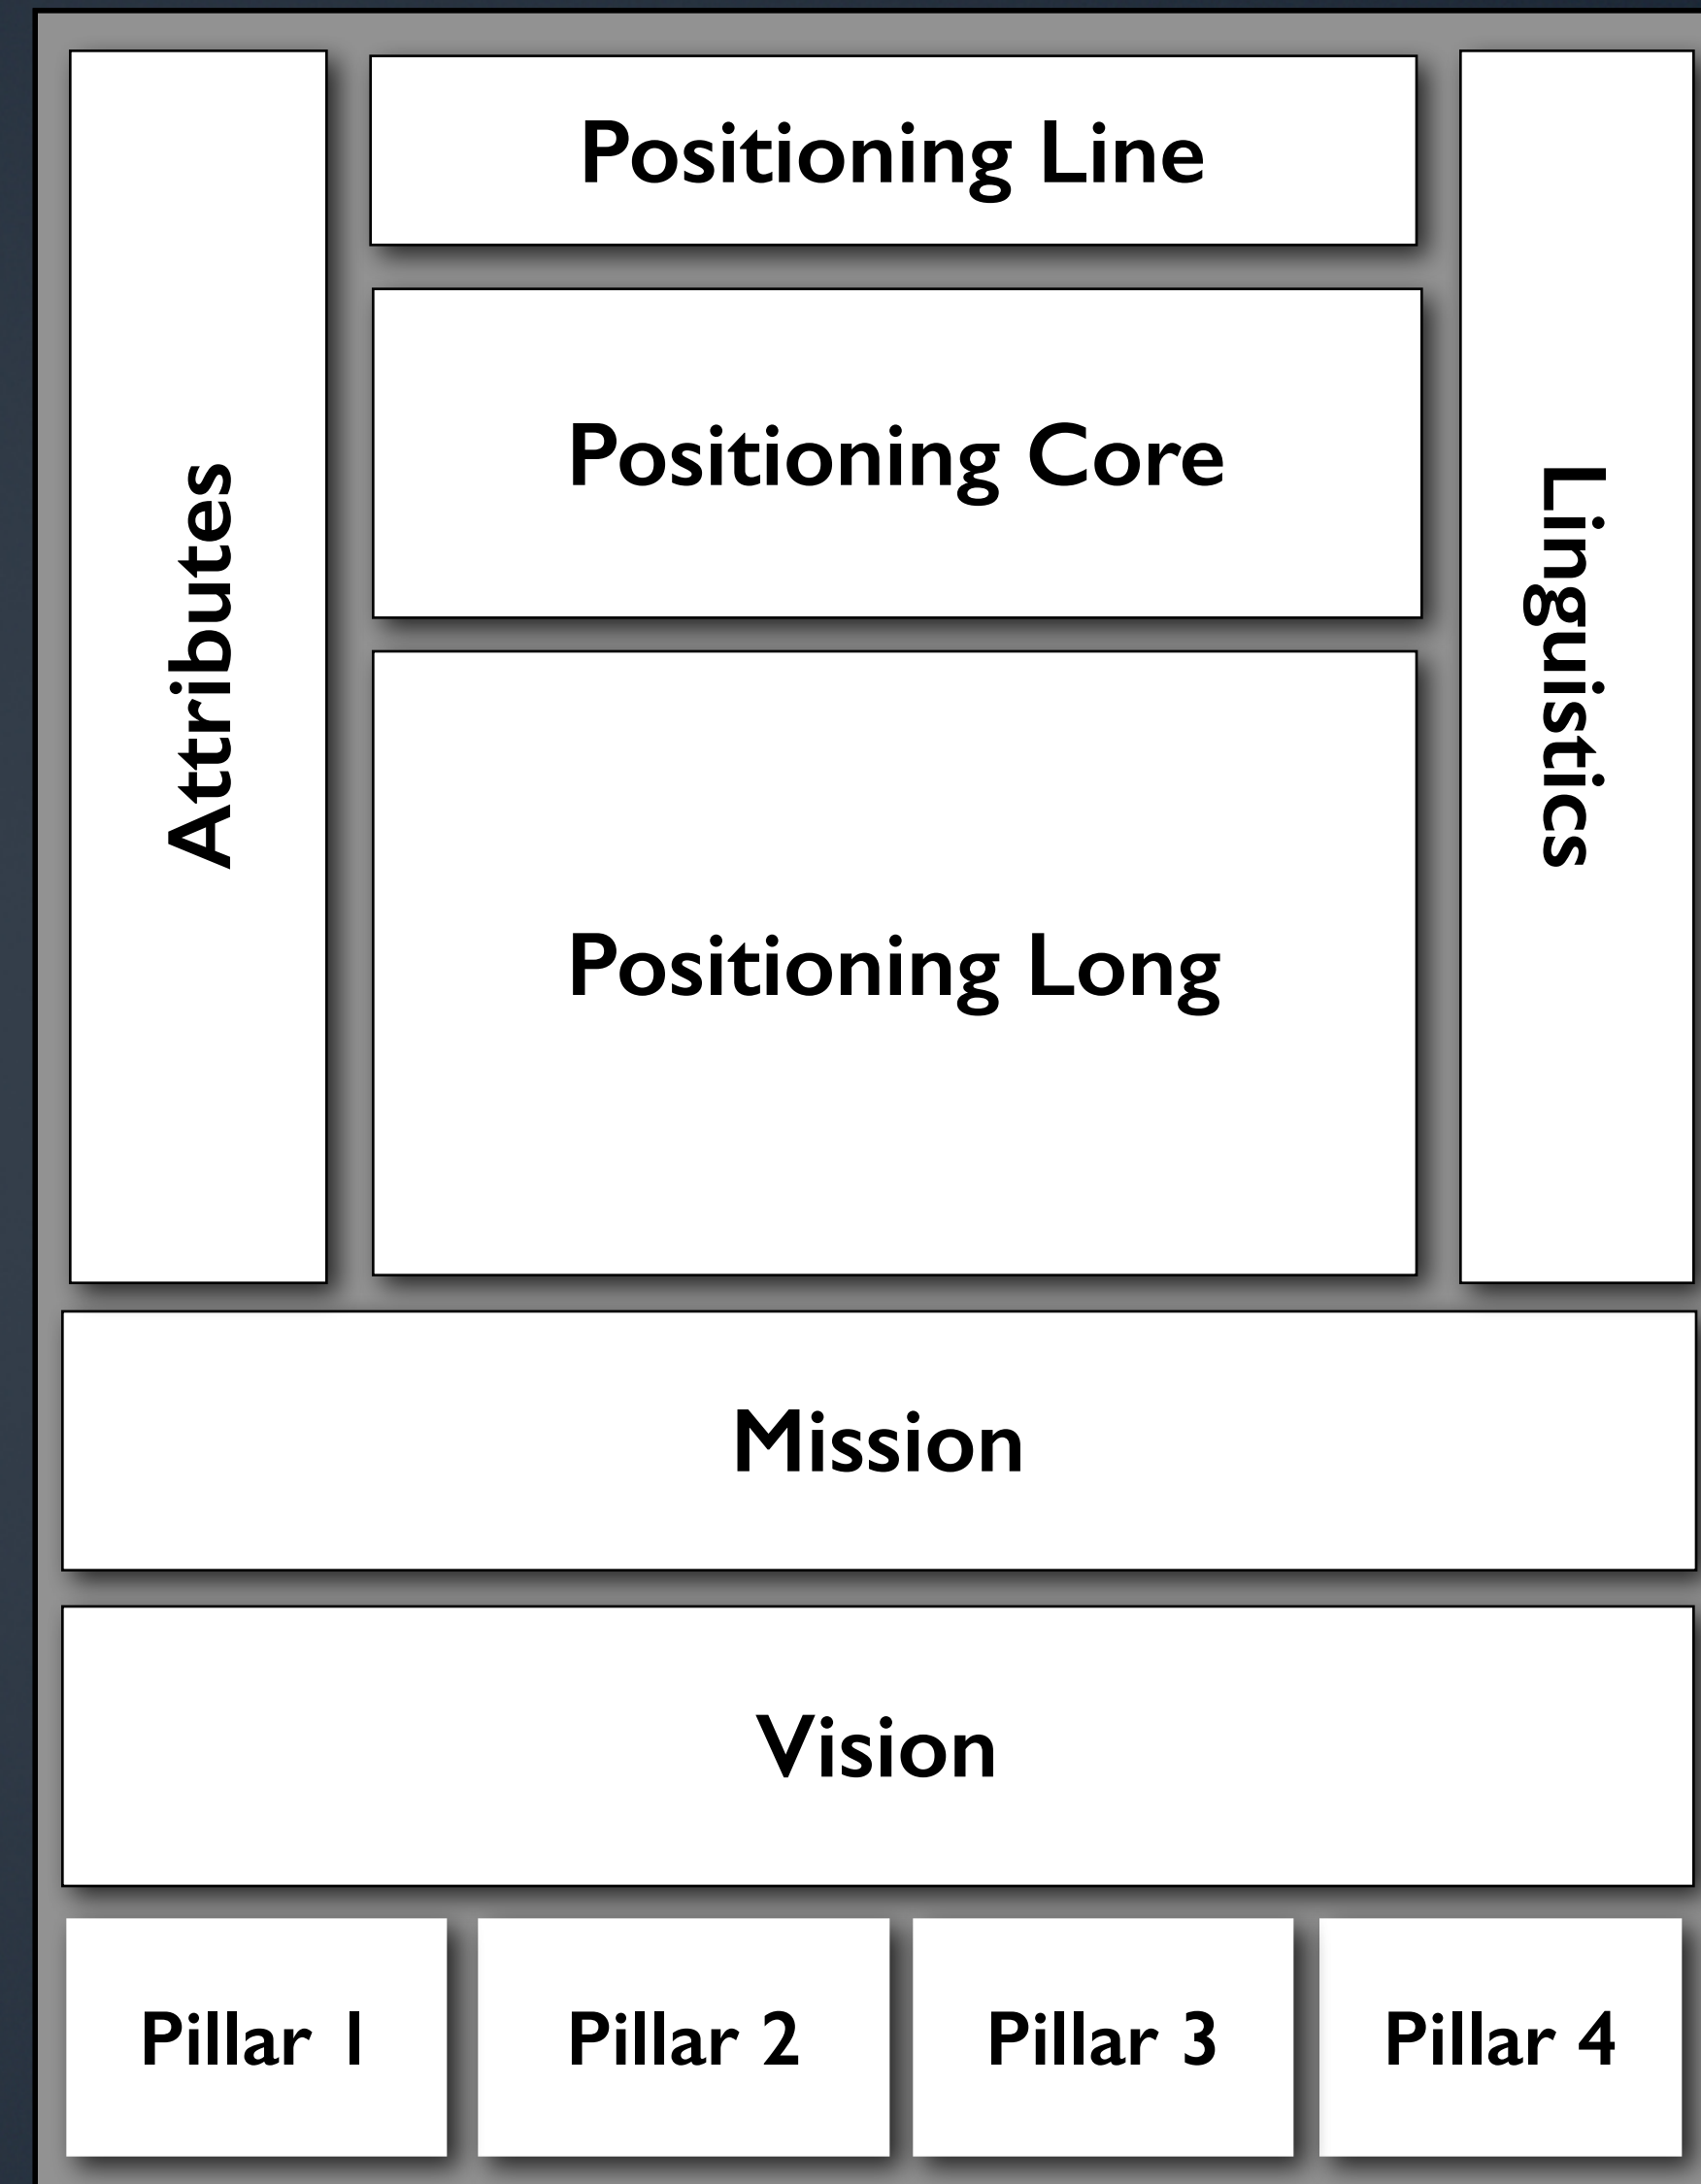 Attributes
Positioning Line
Positioning Core
Positioning Long
Linguistics
Mission
Vision
Pillar 1
Pillar 2
Pillar 3
Pillar 4